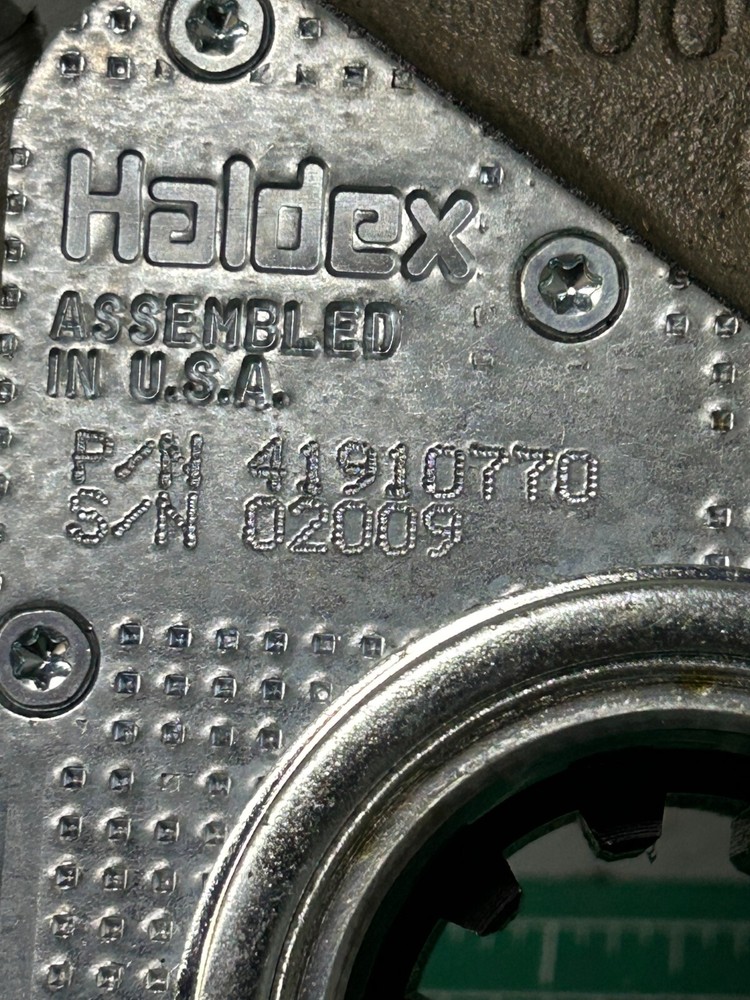 Haldex
ASSEMBLED
IN U.S.A.
P/N 41910770
S/N 02009